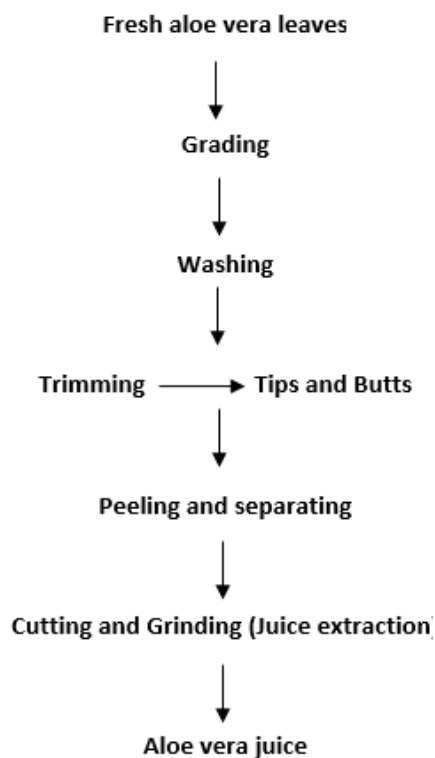 Fresh aloe vera leaves
Grading
Washing
Trimming Tips and Butts
Peeling and separating
Cutting and Grinding (Juice extraction)
Aloe vera juice